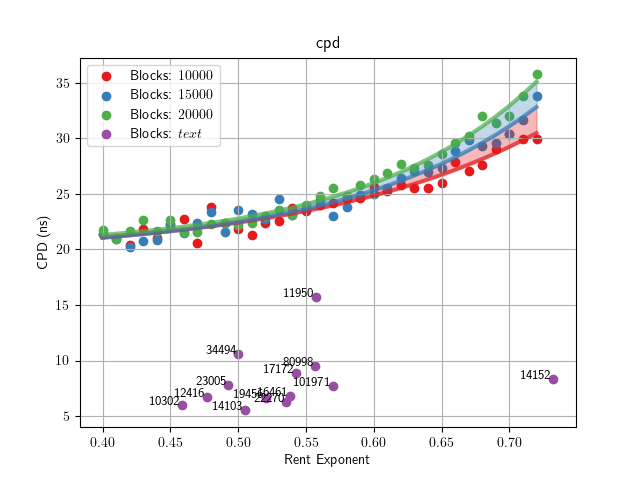 cpd
Blocks: 10000
Blocks: 15000
Blocks: 20000
Blocks: text
CPD (ns)
35
30
25
20
15
10
5
11950
34494
80998
17172
14152
23005
101971
12416
19456
16461
10302
22270
14103
0.40 0.45 0.50 0.55 0.60 0.65 0.70
Rent Exponent